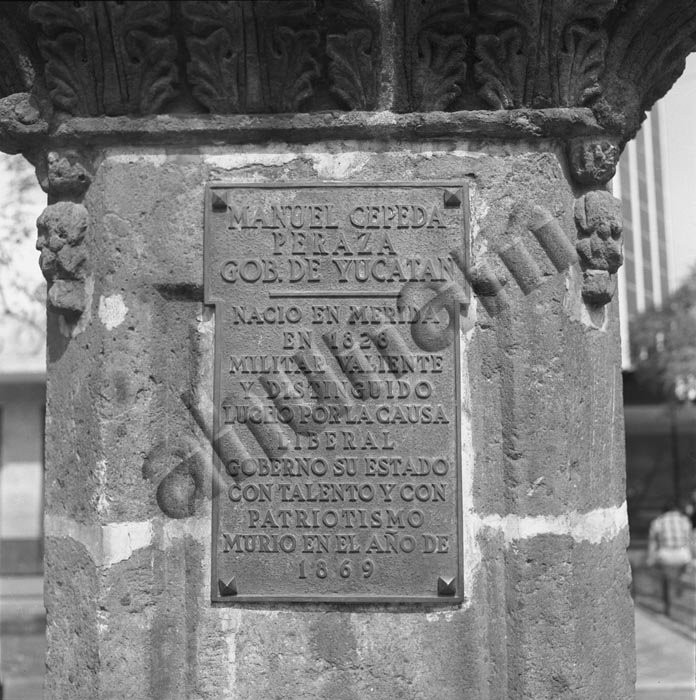 MANUEL CEPEDA
PERAZA
GOB. DE YUCATAN
NACIO EN MERIDA,
EN 1828
MILITAR VALIENTE
Y DISTINGUIDO
LUCHO POR LA CAUSA
LIBERAL
GOBERNO SU ESTADO
CON TALENTO Y CON
PATRIOTISMO
MURIO EN EL AÑO DE
1869